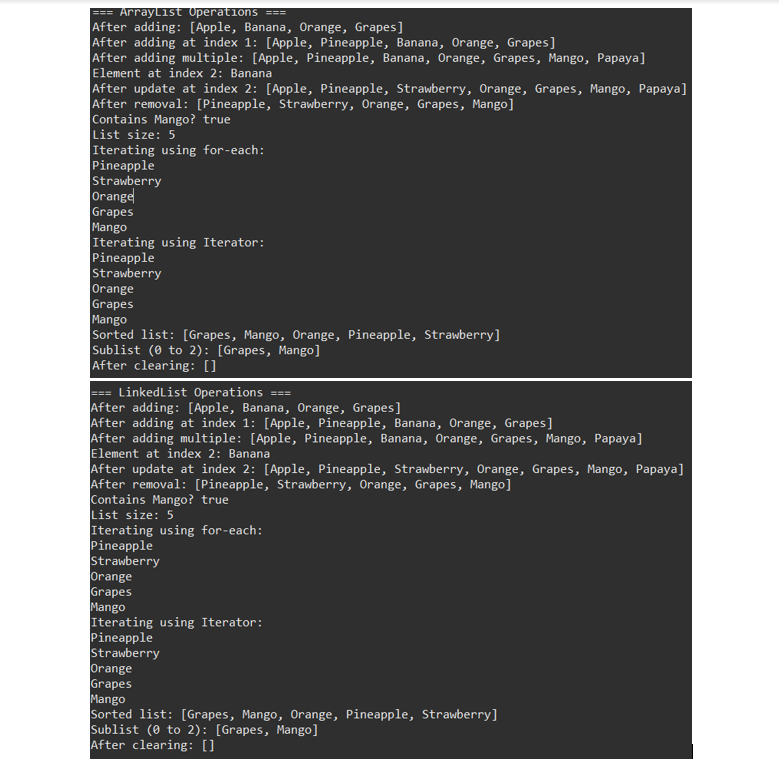 === ArrayList Operations ===
After adding: [Apple, Banana, Orange, Grapes]
After adding at index 1: [Apple, Pineapple, Banana, Orange, Grapes]
After adding multiple: [Apple, Pineapple, Banana, Orange, Grapes, Mango, Papaya]
Element at index 2: Banana
After update at index 2: [Apple, Pineapple, Strawberry, Orange, Grapes, Mango, Papaya]
After removal: [Pineapple, Strawberry, Orange, Grapes, Mango]
Contains Mango? true
List size: 5
Iterating using for-each:
Pineapple
Strawberry
Orange
Grapes
Mango
Iterating using Iterator:
Pineapple
Strawberry
Orange
Grapes
Mango
Sorted list: [Grapes, Mango, Orange, Pineapple, Strawberry]
Sublist (0 to 2): [Grapes, Mango]
After clearing: []
=== LinkedList Operations ===
After adding: [Apple, Banana, Orange, Grapes]
After adding at index 1: [Apple, Pineapple, Banana, Orange, Grapes]
After adding multiple: [Apple, Pineapple, Banana, Orange, Grapes, Mango, Papaya]
Element at index 2: Banana
After update at index 2: [Apple, Pineapple, Strawberry, Orange, Grapes, Mango, Papaya]
After removal: [Pineapple, Strawberry, Orange, Grapes, Mango]
Contains Mango? true
List size: 5
Iterating using for-each:
Pineapple
Strawberry
Orange
Grapes
Mango
Iterating using Iterator:
Pineapple
Strawberry
Orange
Grapes
Mango
Sorted list: [Grapes, Mango, Orange, Pineapple, Strawberry]
Sublist (0 to 2): [Grapes, Mango]
After clearing: []